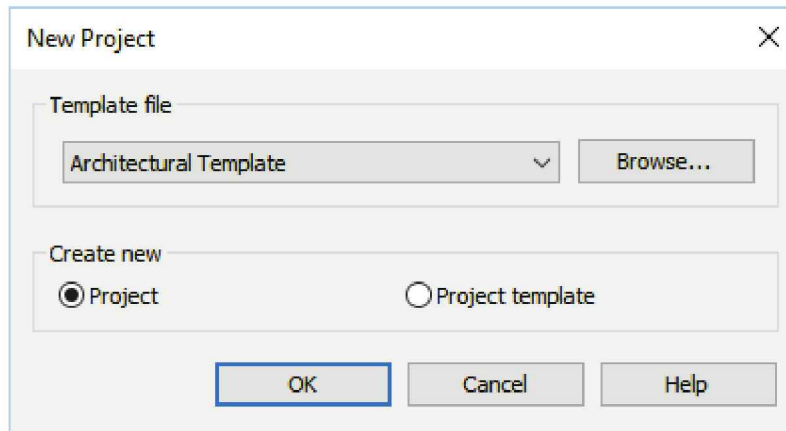 New Project
Template file
Architectural Template
Browse...
Create new
Project
Project template
OK
Cancel
Help